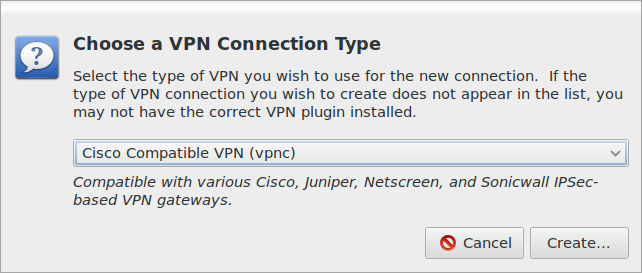 Choose a VPN Connection Type
Select the type of VPN you wish to use for the new connection.  If the
type of VPN connection you wish to create does not appear in the list, you
may not have the correct VPN plugin installed.
Cisco Compatible VPN (vpnc)
Compatible with various Cisco, Juniper, Netscreen, and Sonicwall IPSec-
based VPN gateways.
Cancel
Create...